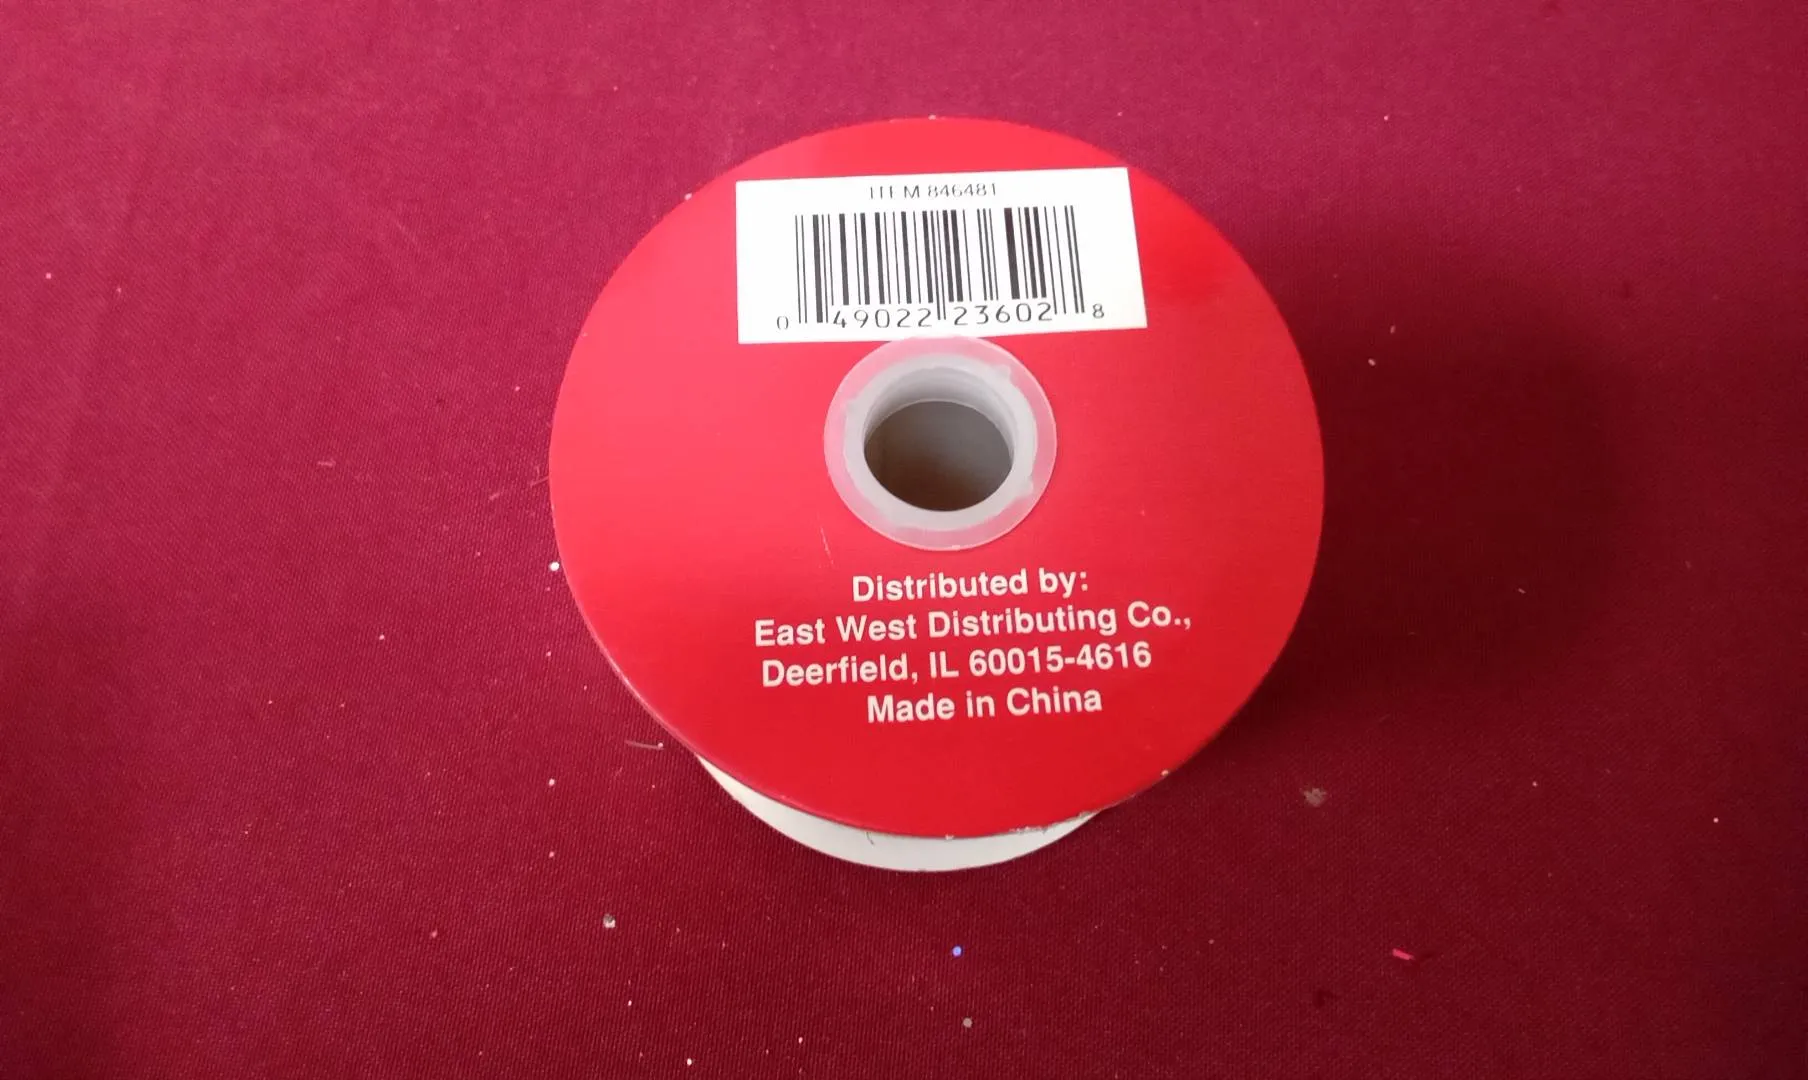 ITEM 846481
0 49022 23602 8
Distributed by:
East West Distributing Co.,
Deerfield, IL 60015-4616
Made in China